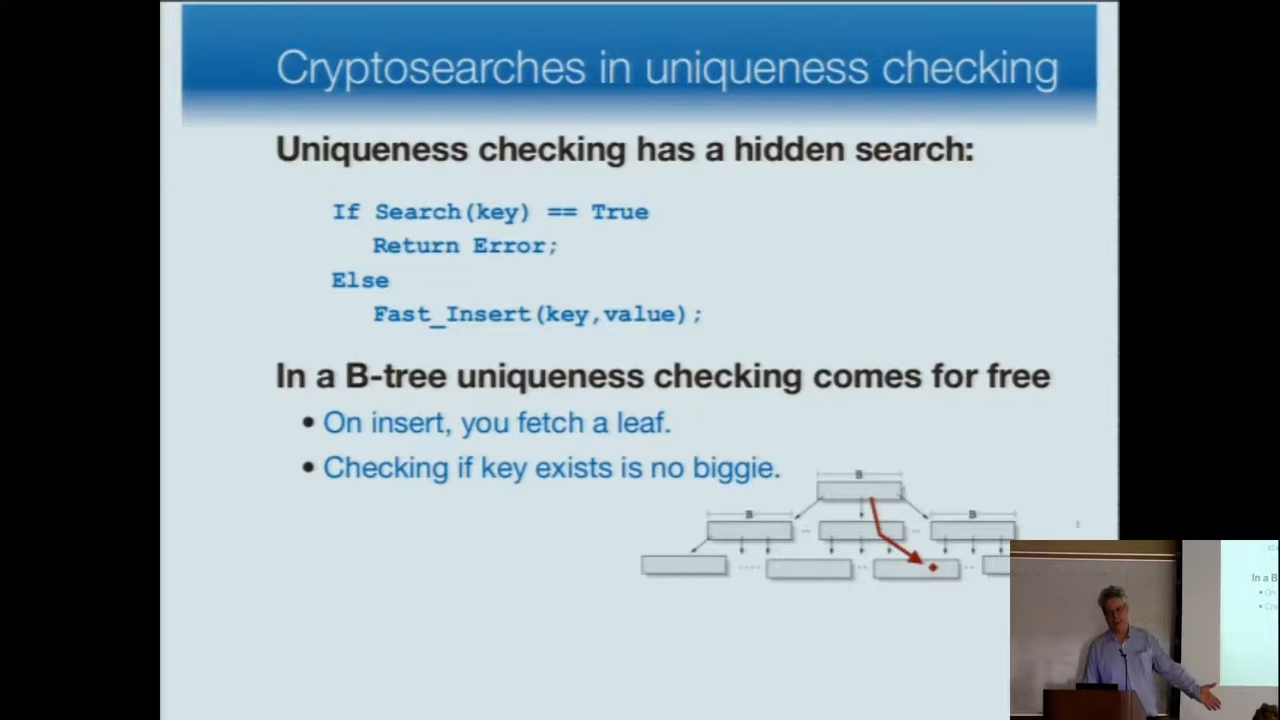 Cryptosearches in uniqueness checking
Uniqueness checking has a hidden search:
If Search(key) == True
Return Error;
Else
Fast_Insert(key,value);
In a B-tree uniqueness checking comes for free
• On insert, you fetch a leaf.
• Checking if key exists is no biggie.
B
B
B
In a B
• On